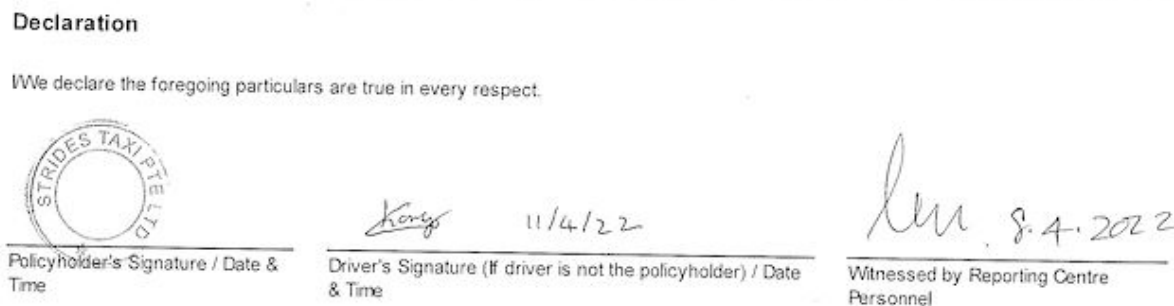 Declaration
I/We declare the foregoing particulars are true in every respect.
STRIDES TAXI PTE LTD
Kong 11/4/22
8.4.2022
Policyholder's Signature / Date &
Time
Driver's Signature (If driver is not the policyholder) / Date
& Time
Witnessed by Reporting Centre
Personnel